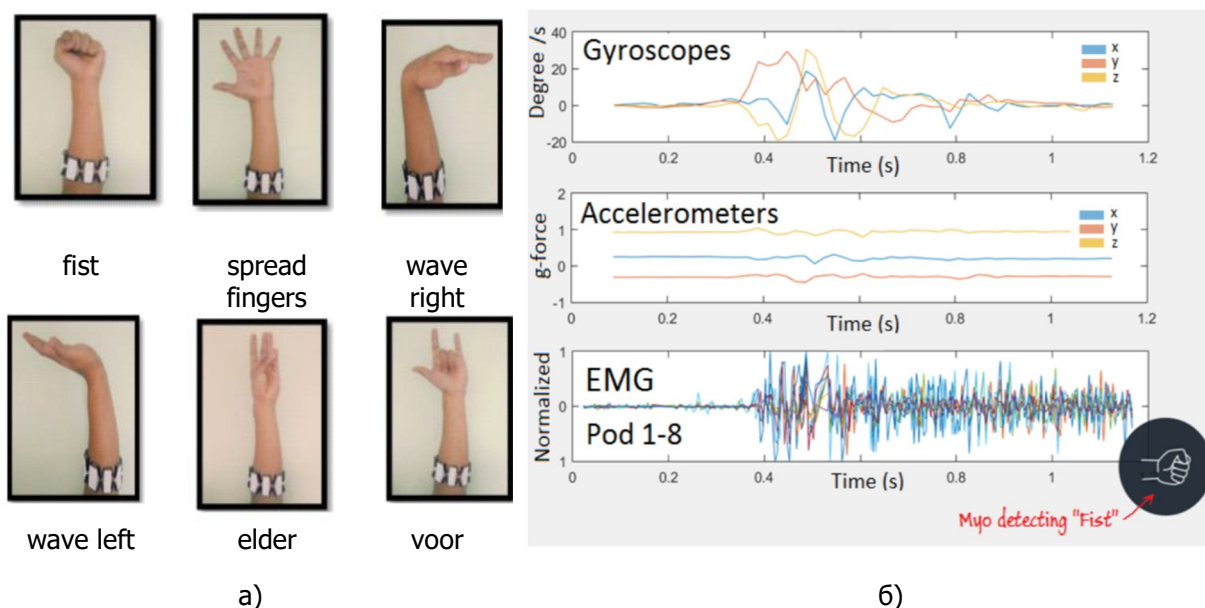 fist
spread
fingers
wave
right
wave left
elder
voor
а)
Gyroscopes
Degree /s
40
20
0
-20
x
y
z
0
0.2
0.4
0.6
0.8
1
1.2
Time (s)
Accelerometers
g-force
2
1
0
-1
x
y
z
0
0.2
0.4
0.6
0.8
1
1.2
Time (s)
EMG
Pod 1-8
Normalized
1
0
1
0
0.2
0.4
0.6
0.8
1
Time (s)
Myo detecting "Fist"
б)